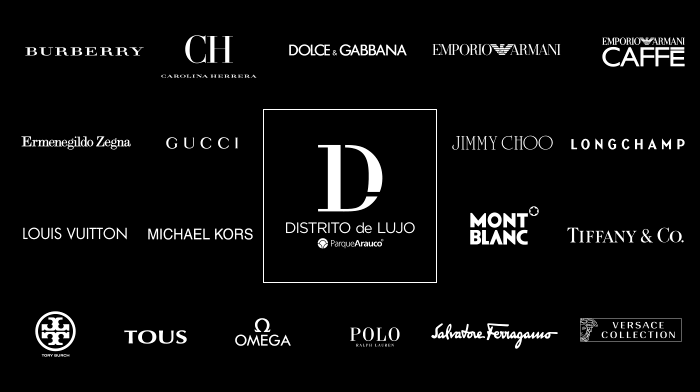 BURBERRY
CH
CAROLINA HERRERA
DOLCE & GABBANA
EMPORIO ARMANI
EMPORIO ARMANI
CAFFÈ
Ermenegildo Zegna
GUCCI
D
DISTRITO de LUJO
ParqueArauco
JIMMY CHOO
LONGCHAMP
LOUIS VUITTON
MICHAEL KORS
MONT
BLANC
TIFFANY & CO.
TORY BURCH
TOUS
Ω
OMEGA
POLO
RALPH LAUREN
Salvatore Ferragamo
VERSACE
COLLECTION